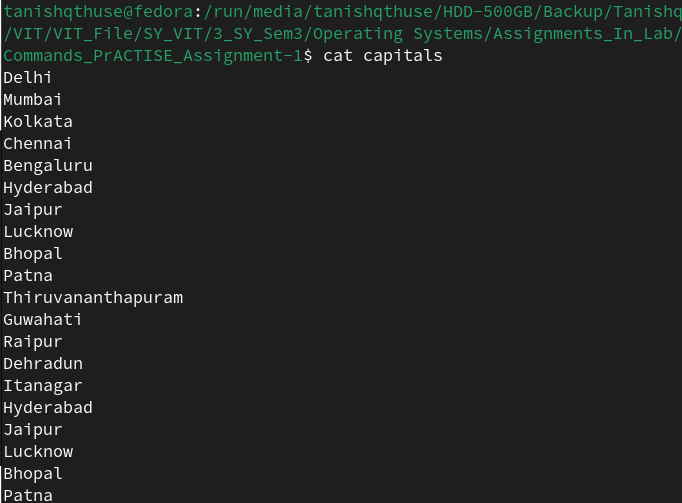 tanishqthuse@fedora:/run/media/tanishqthuse/HDD-500GB/Backup/Tanishq
/VIT/VIT_File/SY_VIT/3_SY_Sem3/Operating Systems/Assignments_In_Lab/
Commands_PrACTISE_Assignment-1$ cat capitals
Delhi
Mumbai
Kolkata
Chennai
Bengaluru
Hyderabad
Jaipur
Lucknow
Bhopal
Patna
Thiruvananthapuram
Guwahati
Raipur
Dehradun
Itanagar
Hyderabad
Jaipur
Lucknow
Bhopal
Patna